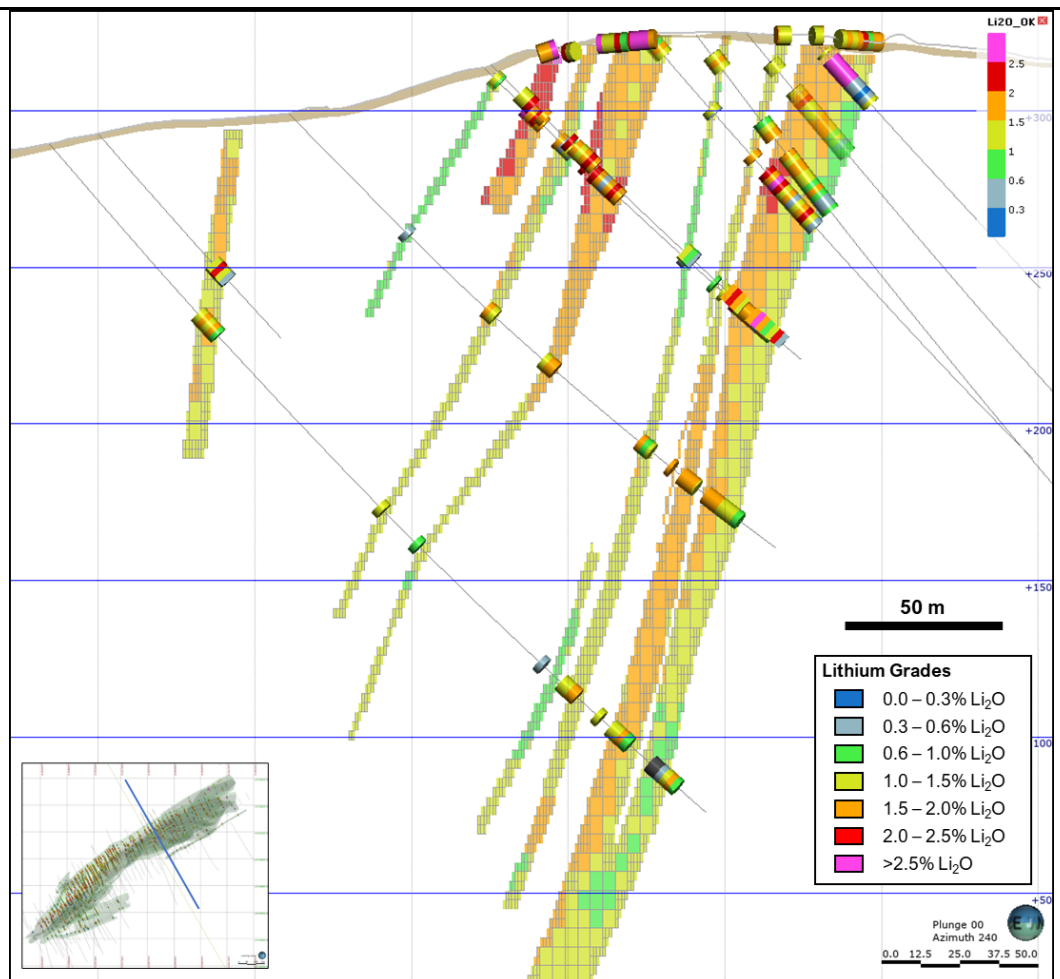 Li2O_OK
2.5
2
1.5
1
0.6
0.3
+300
+250
+200
+150
100
+50
50 m
Lithium Grades
0.0 – 0.3% Li₂O
0.3 – 0.6% Li₂O
0.6 – 1.0% Li₂O
1.0 – 1.5% Li₂O
1.5 – 2.0% Li₂O
2.0 – 2.5% Li₂O
>2.5% Li₂O
Plunge 00
Azimuth 240
0.0 12.5 25.0 37.5 50.0